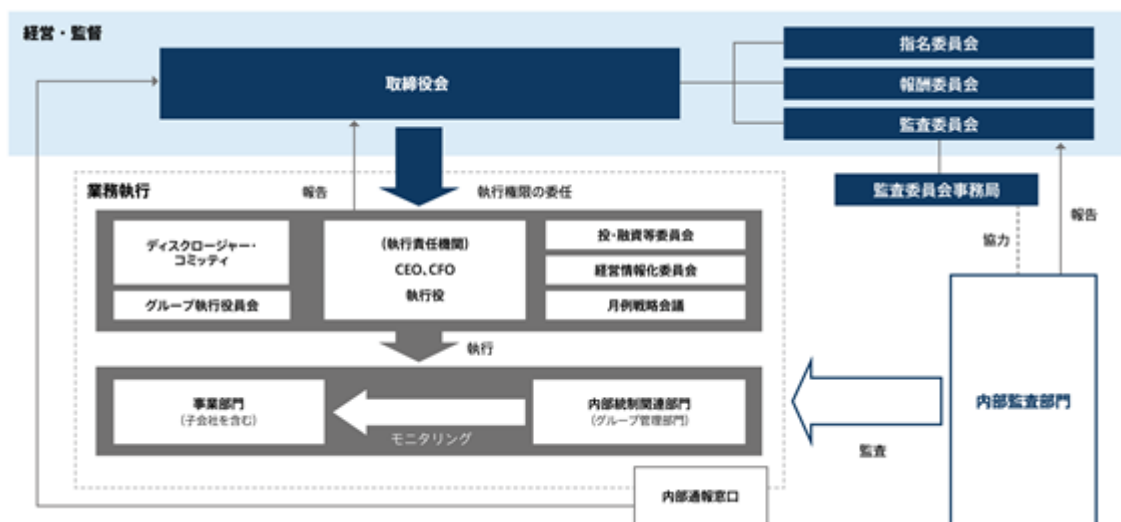 経営・監督
取締役会
指名委員会
報酬委員会
監査委員会
監査委員会事務局
業務執行
報告
執行権限の委任
協力
報告
ディスクロージャー・
コミッティ
グループ執行役員会
(執行責任機関)
CEO、CFO
執行役
投・融資等委員会
経営情報化委員会
月例戦略会議
執行
事業部門
(子会社を含む)
モニタリング
内部統制関連部門
(グループ管理部門)
監査
内部監査部門
内部通報窓口